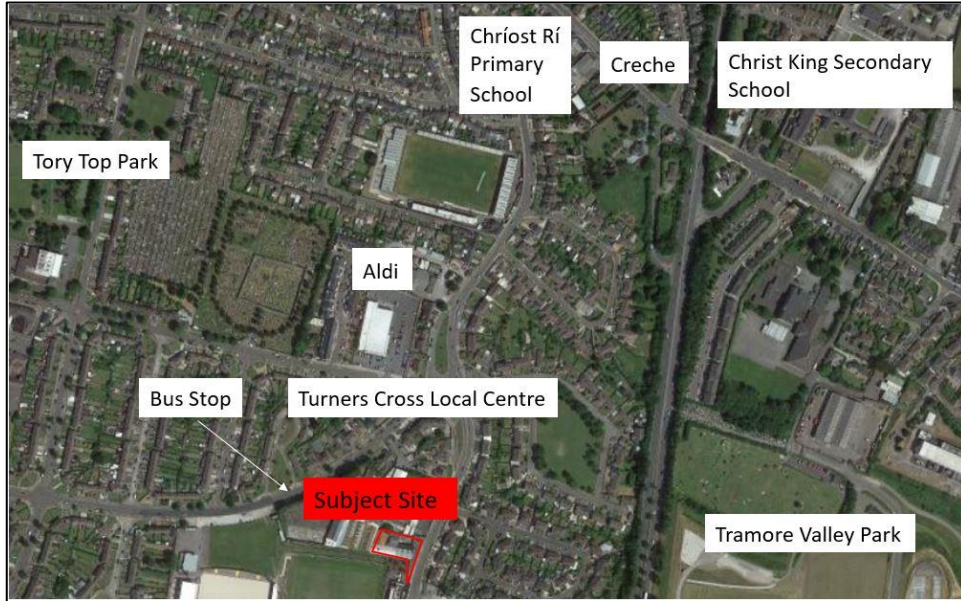 Chríost Rí
Primary
School
Creche
Christ King Secondary
School
Tory Top Park
Aldi
Bus Stop
Turners Cross Local Centre
Subject Site
Tramore Valley Park